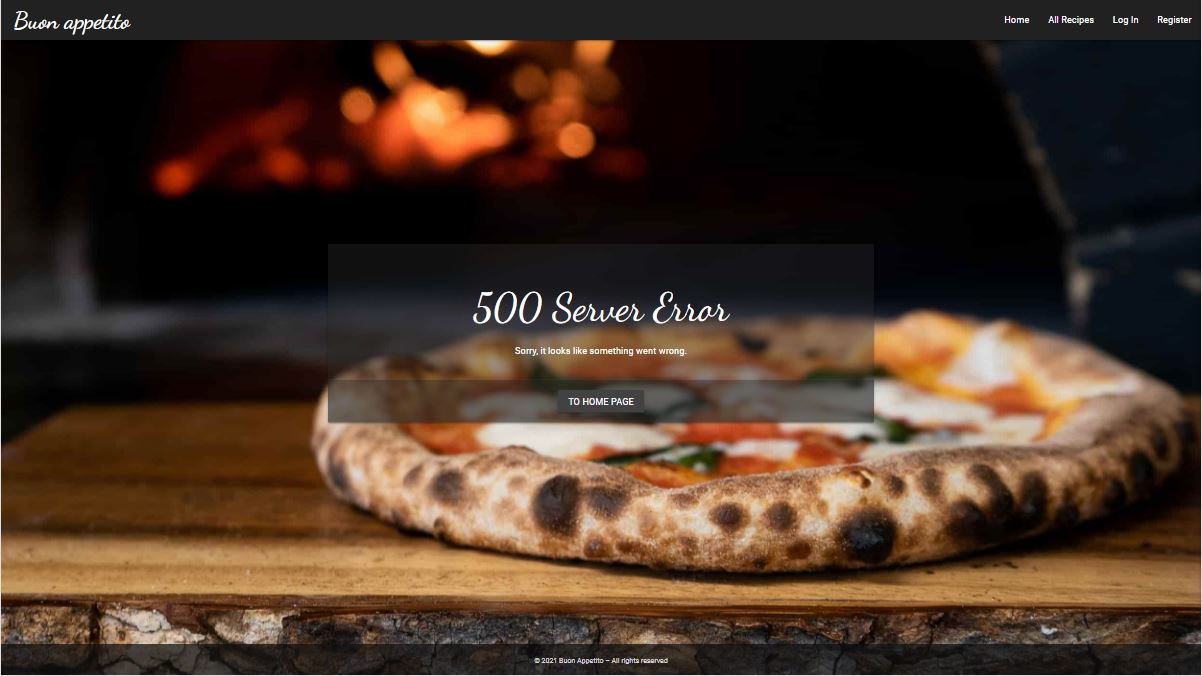 Buon appetito
Home All Recipes Log In Register
500 Server Error
Sorry, it looks like something went wrong.
TO HOME PAGE
© 2021 Buon Appetito – All rights reserved